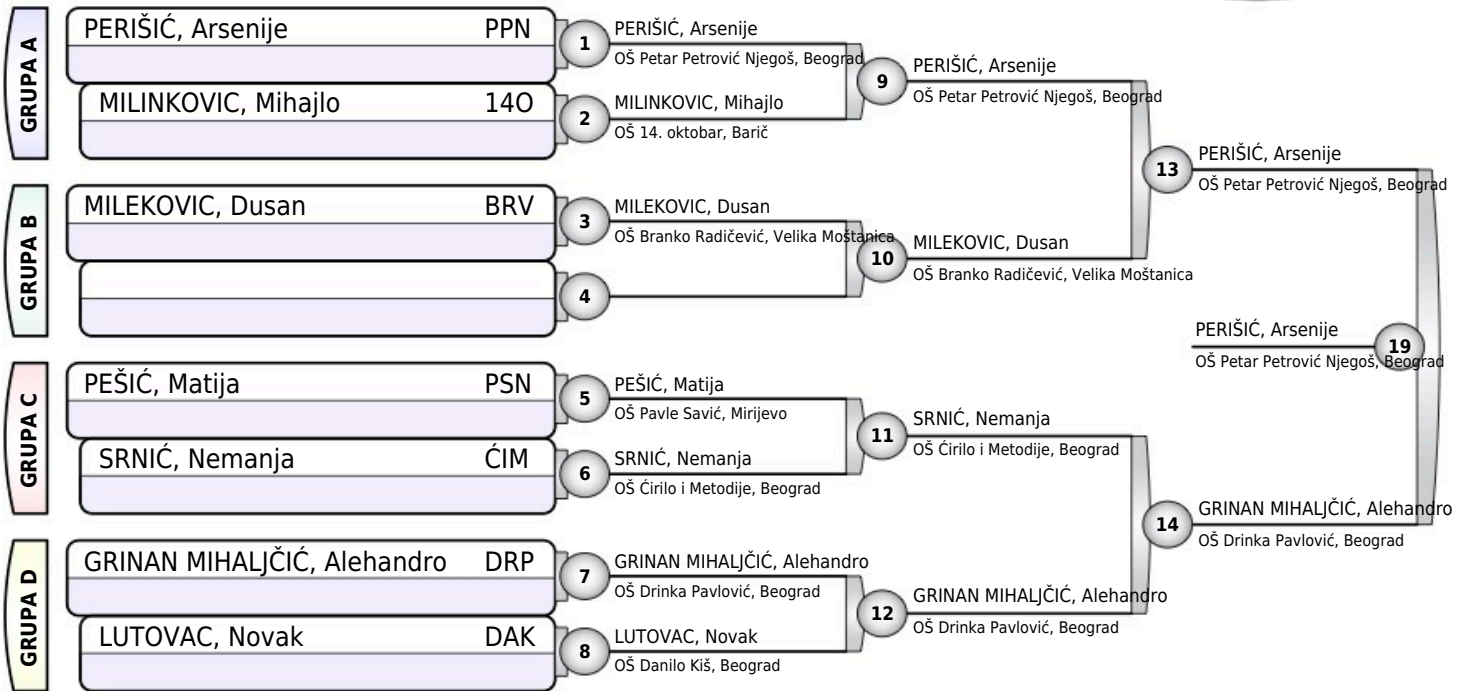 GRUPA A
PERIŠIĆ, Arsenije PPN
MILINKOVIC, Mihajlo 14O
GRUPA B
MILEKOVIC, Dusan BRV
GRUPA C
PEŠIĆ, Matija PSN
SRNIĆ, Nemanja ĆIM
GRUPA D
GRINAN MIHALJČIĆ, Alehandro DRP
LUTOVAC, Novak DAK
1
PERIŠIĆ, Arsenije
OŠ Petar Petrović Njegoš, Beograd
2
MILINKOVIC, Mihajlo
OŠ 14. oktobar, Barič
3
MILEKOVIC, Dusan
OŠ Branko Radičević, Velika Moštanica
4
5
PEŠIĆ, Matija
OŠ Pavle Savić, Mirijevo
6
SRNIĆ, Nemanja
OŠ Ćirilo i Metodije, Beograd
7
GRINAN MIHALJČIĆ, Alehandro
OŠ Drinka Pavlović, Beograd
8
LUTOVAC, Novak
OŠ Danilo Kiš, Beograd
9
PERIŠIĆ, Arsenije
OŠ Petar Petrović Njegoš, Beograd
10
MILEKOVIC, Dusan
OŠ Branko Radičević, Velika Moštanica
11
SRNIĆ, Nemanja
OŠ Ćirilo i Metodije, Beograd
12
GRINAN MIHALJČIĆ, Alehandro
OŠ Drinka Pavlović, Beograd
13
PERIŠIĆ, Arsenije
OŠ Petar Petrović Njegoš, Beograd
14
GRINAN MIHALJČIĆ, Alehandro
OŠ Drinka Pavlović, Beograd
PERIŠIĆ, Arsenije
19
OŠ Petar Petrović Njegoš, Beograd